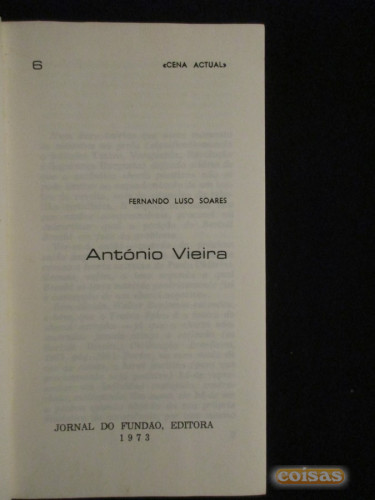 6 «CENA ACTUAL»
FERNANDO LUSO SOARES
António Vieira
JORNAL DO FUNDÃO, EDITORA
1973
coisas